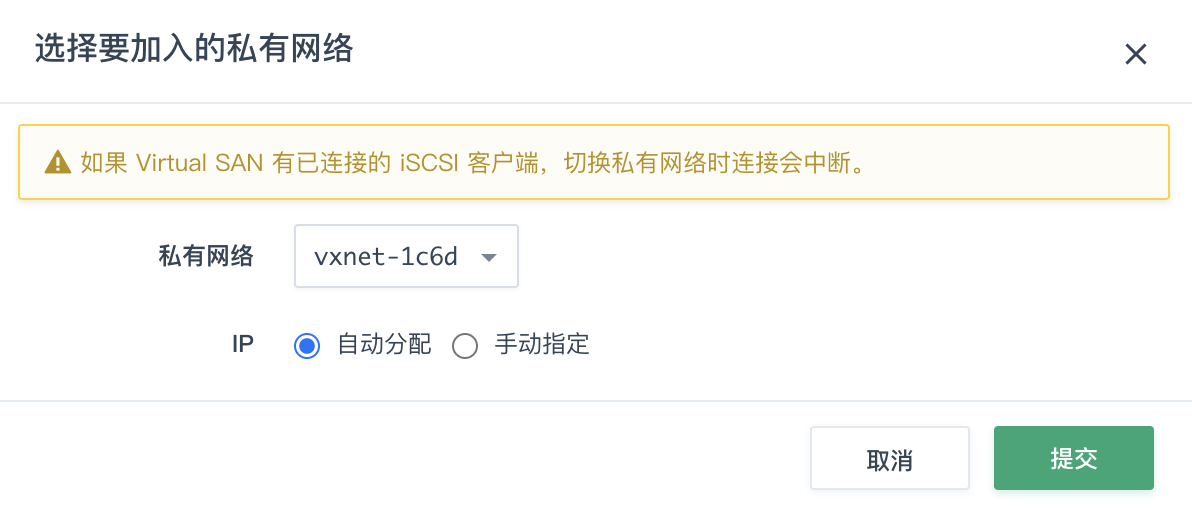 选择要加入的私有网络
如果 Virtual SAN 有已连接的 iSCSI 客户端，切换私有网络时连接会中断。
私有网络 vxnet-1c6d
IP 自动分配 手动指定
取消 提交